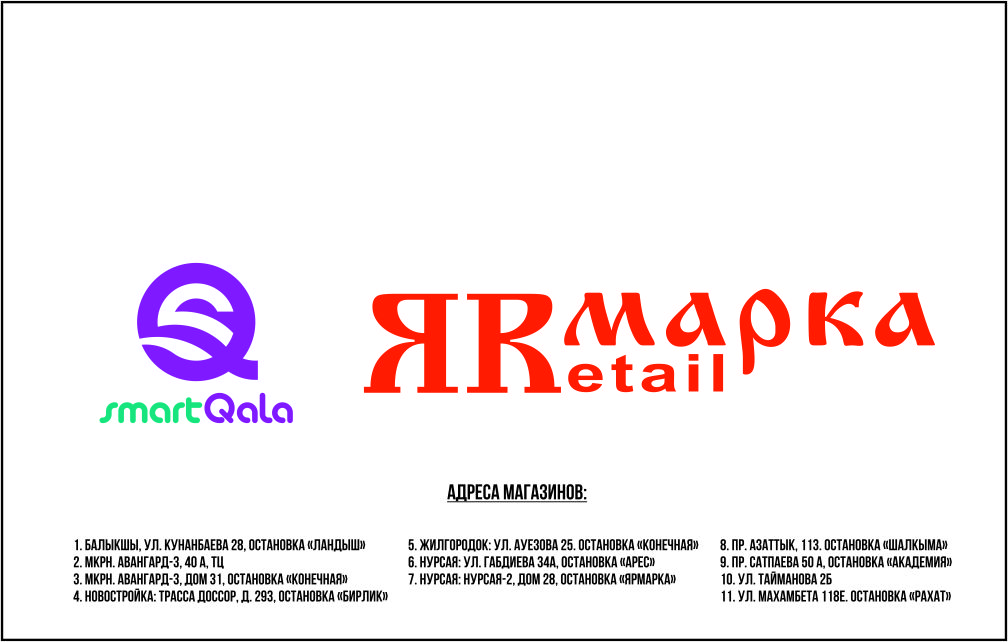 smartQala
ЯRмарка
etail
АДРЕСА МАГАЗИНОВ:
1. БАЛЫКШЫ, УЛ. КУНАНБАЕВА 28, ОСТАНОВКА «ЛАНДЫШ»
2. МКРН. АВАНГАРД-3, 40 А, ТЦ
3. МКРН. АВАНГАРД-3, ДОМ 31, ОСТАНОВКА «КОНЕЧНАЯ»
4. НОВОСТРОЙКА: ТРАССА ДОССОР, Д. 293, ОСТАНОВКА «БИРЛИК»
5. ЖИЛГОРОДОК: УЛ. АУЕЗОВА 25. ОСТАНОВКА «КОНЕЧНАЯ»
6. НУРСАЯ: УЛ. ГАБДИЕВА 34А, ОСТАНОВКА «АРЕС»
7. НУРСАЯ: НУРСАЯ-2, ДОМ 28, ОСТАНОВКА «ЯРМАРКА»
8. ПР. АЗАТТЫК, 113. ОСТАНОВКА «ШАЛКЫМА»
9. ПР. САТПАЕВА 50 А, ОСТАНОВКА «АКАДЕМИЯ»
10. УЛ. ТАЙМАНОВА 2Б
11. УЛ. МАХАМБЕТА 118Е. ОСТАНОВКА «РАХАТ»